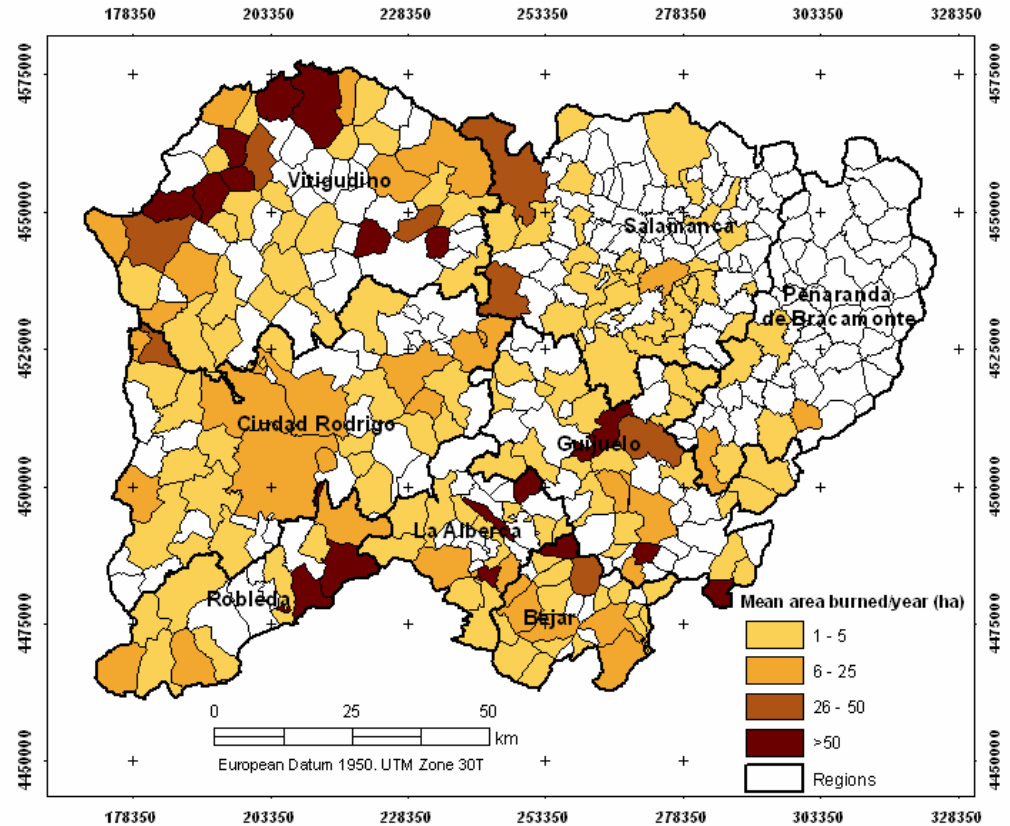 178350 203350 228350 253350 278350 303350 328350
4575000 4575000
Vitigudino
4550000 4550000
Salamanca
Peñaranda
de Bracamonte
4525000 4525000
Ciudad Rodrigo
Guijuelo
4500000 4500000
La Alberca
Robleda
Bejar
4475000 4475000
Mean area burned/year (ha)
1 - 5
6 - 25
26 - 50
>50
Regions
0 25 50
km
European Datum 1950. UTM Zone 30T
4450000 4450000
178350 203350 228350 253350 278350 303350 328350